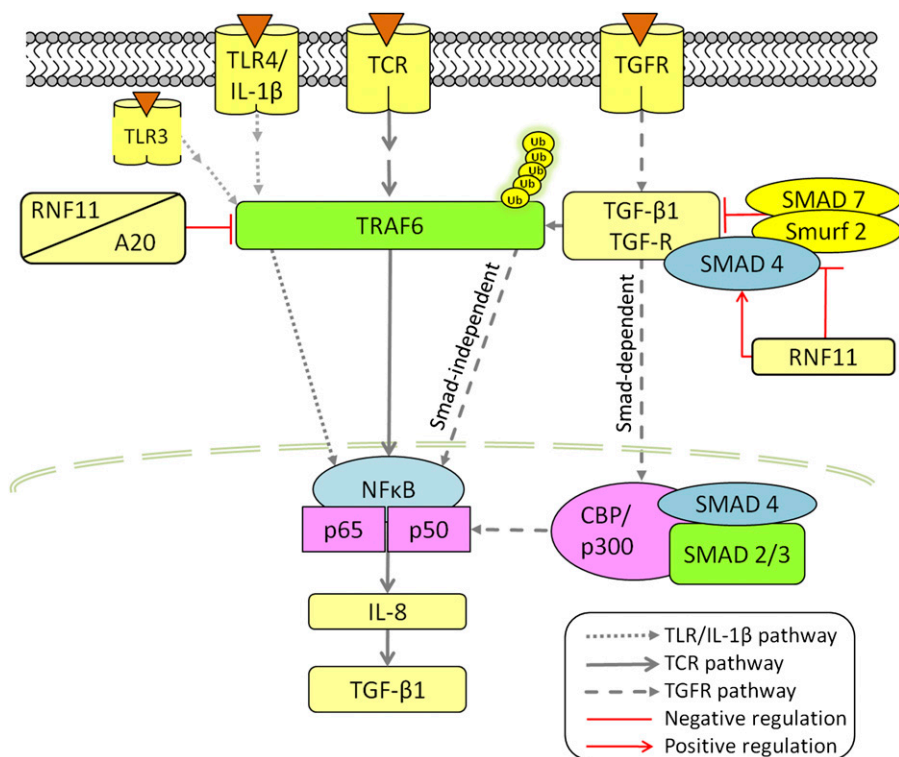 TLR4/
IL-1β
TCR
TGFR
TLR3
Ub
Ub
Ub
Ub
Ub
RNF11
A20
TRAF6
TGF-β1
TGF-R
SMAD 7
Smurf 2
SMAD 4
RNF11
Smad-independent
Smad-dependent
NFκB
p65
p50
CBP/
p300
SMAD 4
SMAD 2/3
IL-8
TGF-β1
TLR/IL-1β pathway
TCR pathway
TGFR pathway
Negative regulation
Positive regulation